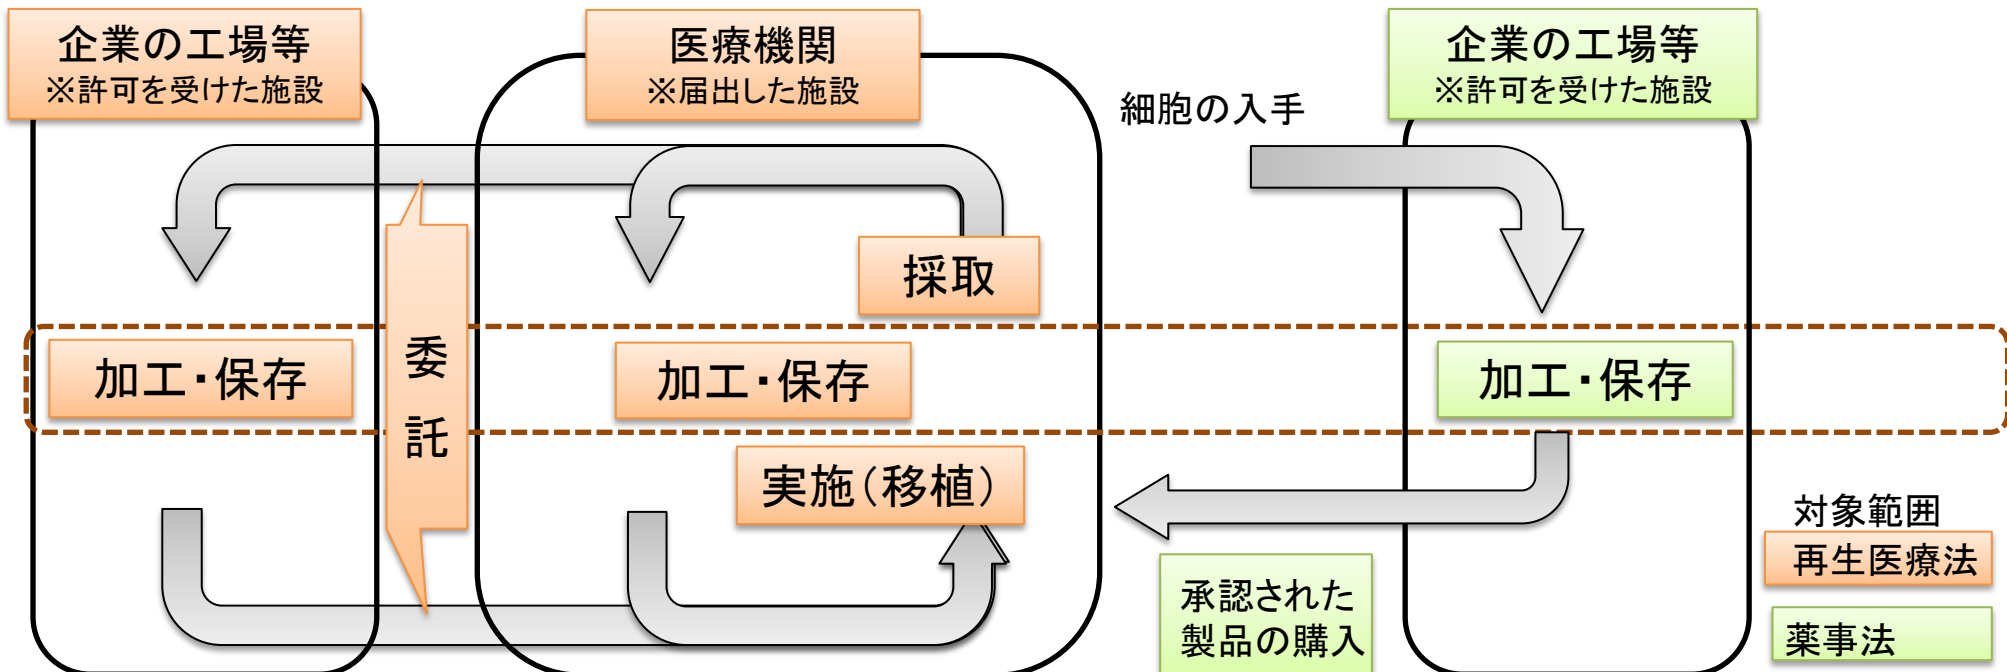 企業の工場等
※許可を受けた施設
医療機関
※届出した施設
企業の工場等
※許可を受けた施設
細胞の入手
採取
委
託
加工・保存
加工・保存
加工・保存
実施(移植)
承認された
製品の購入
対象範囲
再生医療法
薬事法